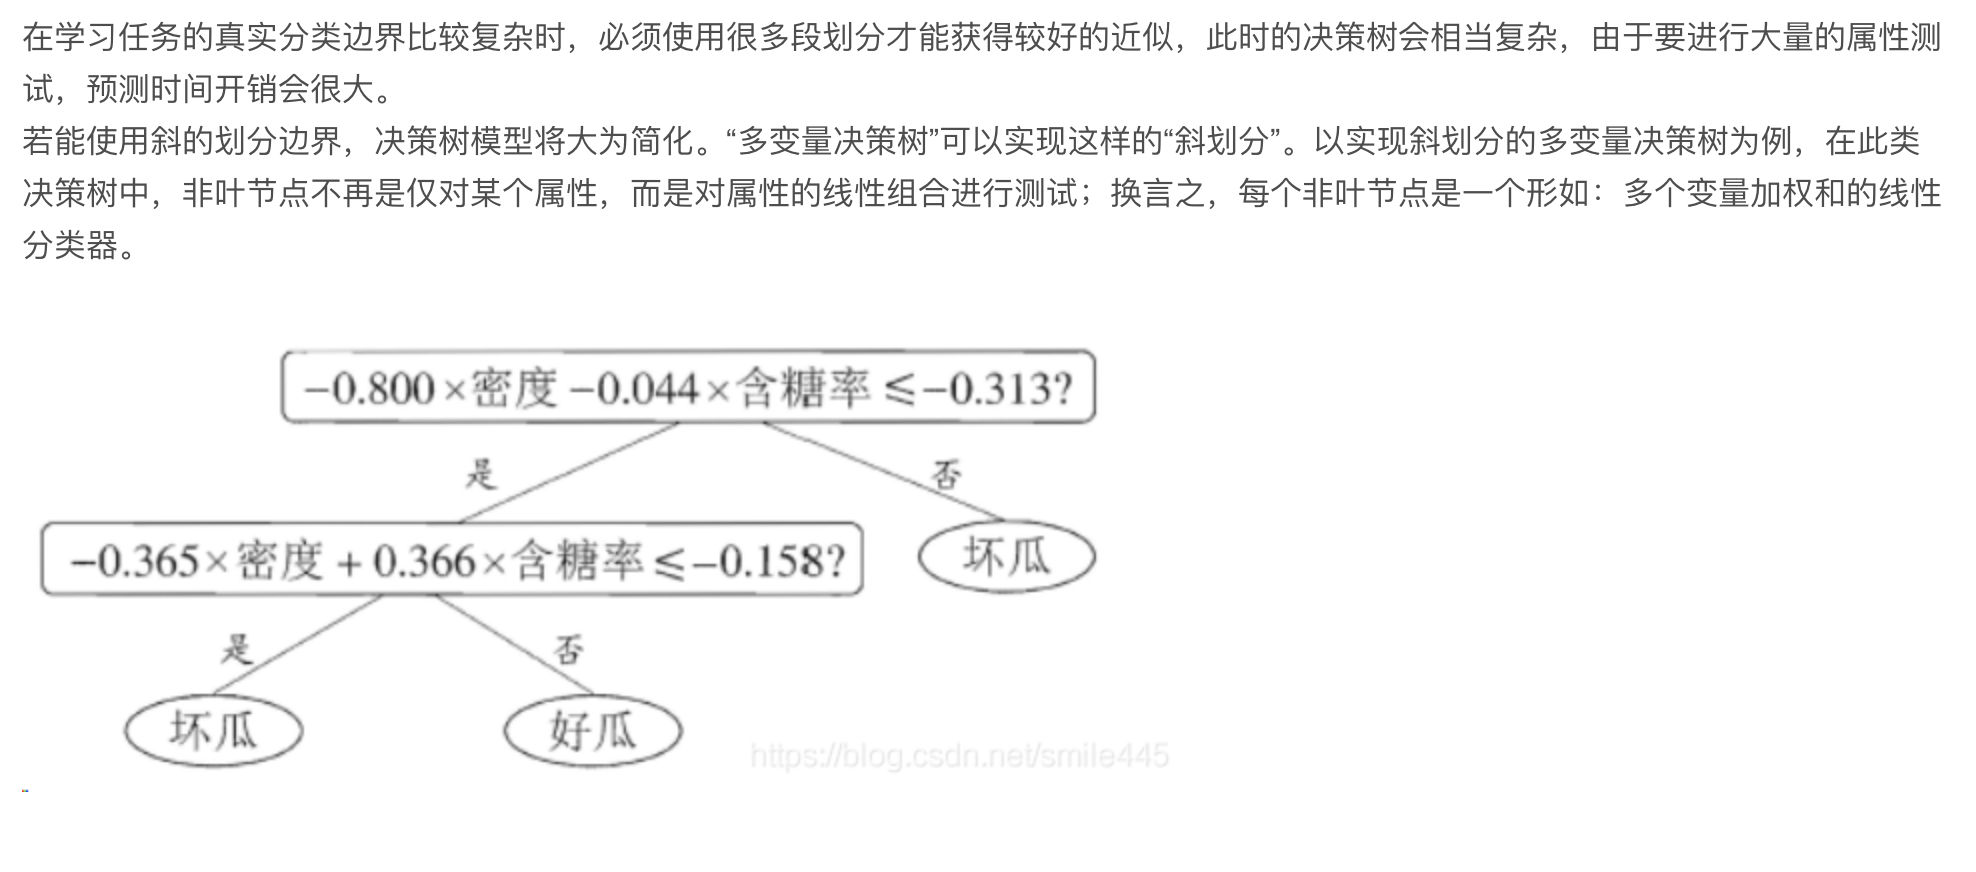 在学习任务的真实分类边界比较复杂时，必须使用很多段划分才能获得较好的近似，此时的决策树会相当复杂，由于要进行大量的属性测
试，预测时间开销会很大。
若能使用斜的划分边界，决策树模型将大为简化。“多变量决策树”可以实现这样的“斜划分”。以实现斜划分的多变量决策树为例，在此类
决策树中，非叶节点不再是仅对某个属性，而是对属性的线性组合进行测试；换言之，每个非叶节点是一个形如：多个变量加权和的线性
分类器。
−0.800×密度 −0.044×含糖率 ⩽−0.313?
是
否
−0.365×密度 + 0.366×含糖率 ⩽−0.158?
坏瓜
是
否
坏瓜
好瓜
https://blog.csdn.net/smile445